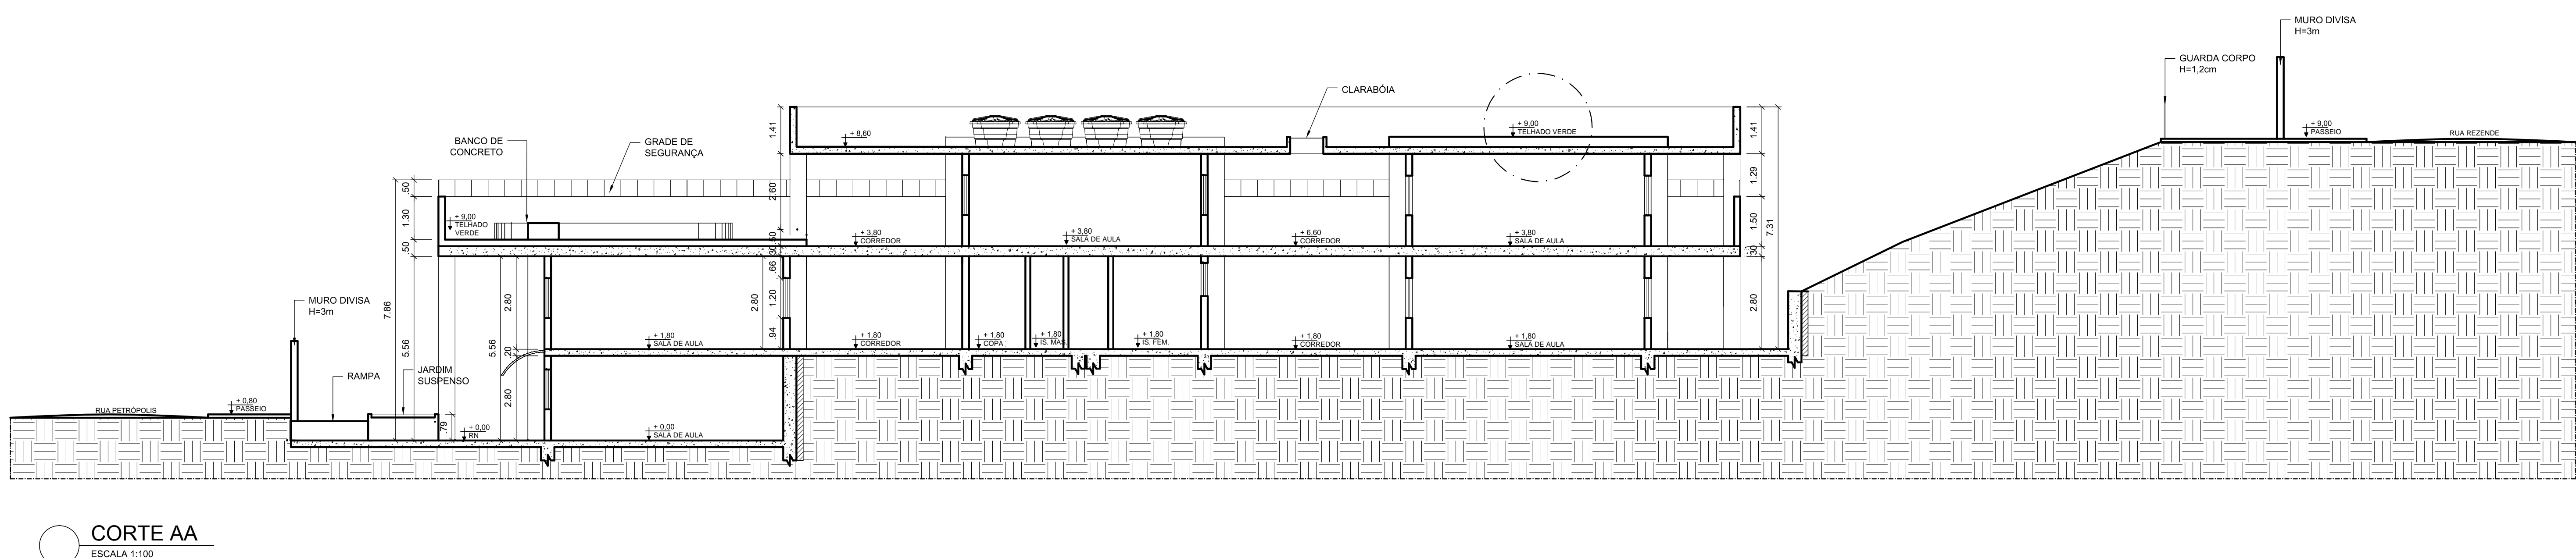 MURO DIVISA
H=3m
GUARDA CORPO
H=1,2cm
+ 9,00
PASSEIO
RUA REZENDE
CLARABÓIA
+ 8,60
+ 9,00
TELHADO VERDE
BANCO DE
CONCRETO
GRADE DE
SEGURANÇA
1.41
2.60
.50
.30
1.41
1.29
1.50
7.31
.30
2.80
.50
1.30
.50
+ 9,00
TELHADO
VERDE
+ 3,80
CORREDOR
+ 3,80
SALA DE AULA
+ 6,60
CORREDOR
+ 3,80
SALA DE AULA
7.86
5.56
5.56
2.80
.20
2.80
2.80
.66
1.20
.94
.79
MURO DIVISA
H=3m
RAMPA
JARDIM
SUSPENSO
+ 1,80
SALA DE AULA
+ 1,80
CORREDOR
+ 1,80
COPA
+ 1,80
IS. MAS.
+ 1,80
IS. FEM.
+ 1,80
CORREDOR
+ 1,80
SALA DE AULA
RUA PETRÓPOLIS
+ 0,80
PASSEIO
+ 0,00
RN
+ 0,00
SALA DE AULA
CORTE AA
ESCALA 1:100